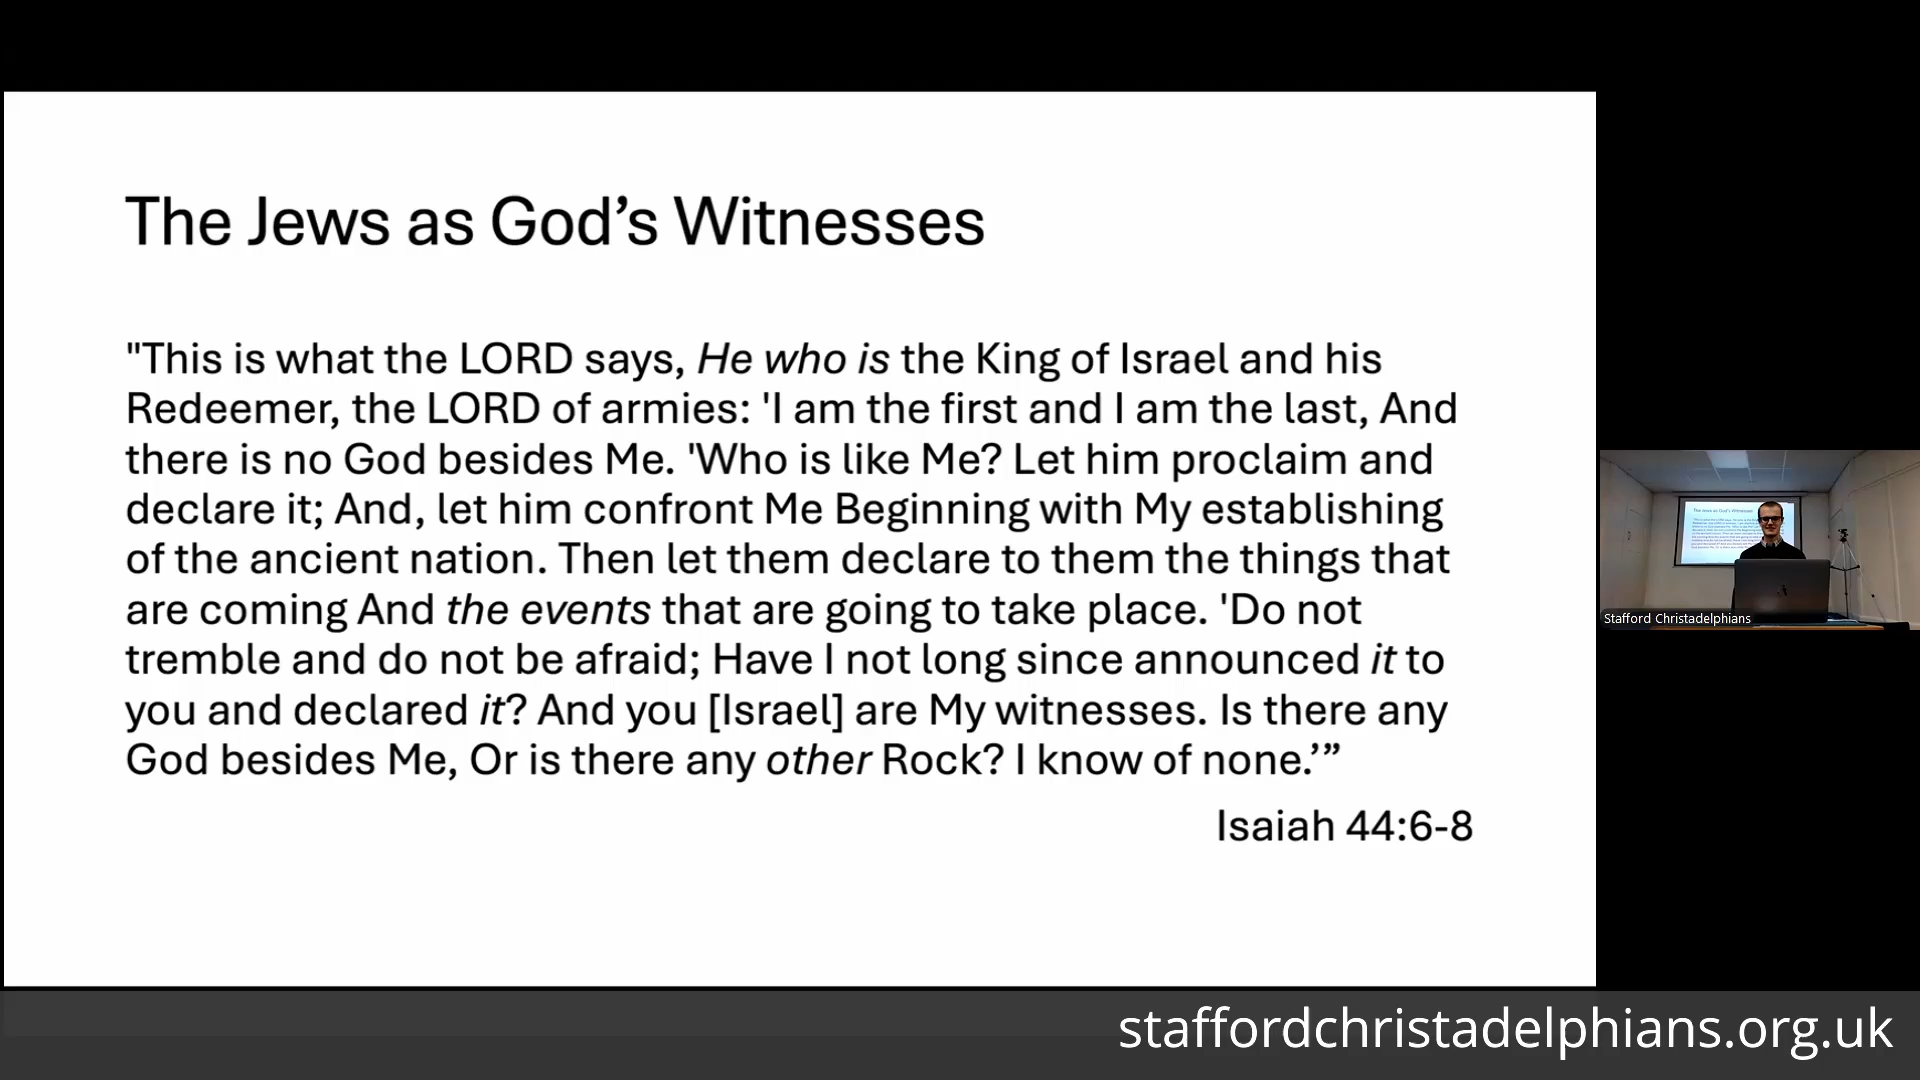 The Jews as God’s Witnesses
"This is what the LORD says, He who is the King of Israel and his
Redeemer, the LORD of armies: 'I am the first and I am the last, And
there is no God besides Me. 'Who is like Me? Let him proclaim and
declare it; And, let him confront Me Beginning with My establishing
of the ancient nation. Then let them declare to them the things that
are coming And the events that are going to take place. 'Do not
tremble and do not be afraid; Have I not long since announced it to
you and declared it? And you [Israel] are My witnesses. Is there any
God besides Me, Or is there any other Rock? I know of none.’”
Isaiah 44:6-8
Stafford Christadelphians
staffordchristadelphians.org.uk